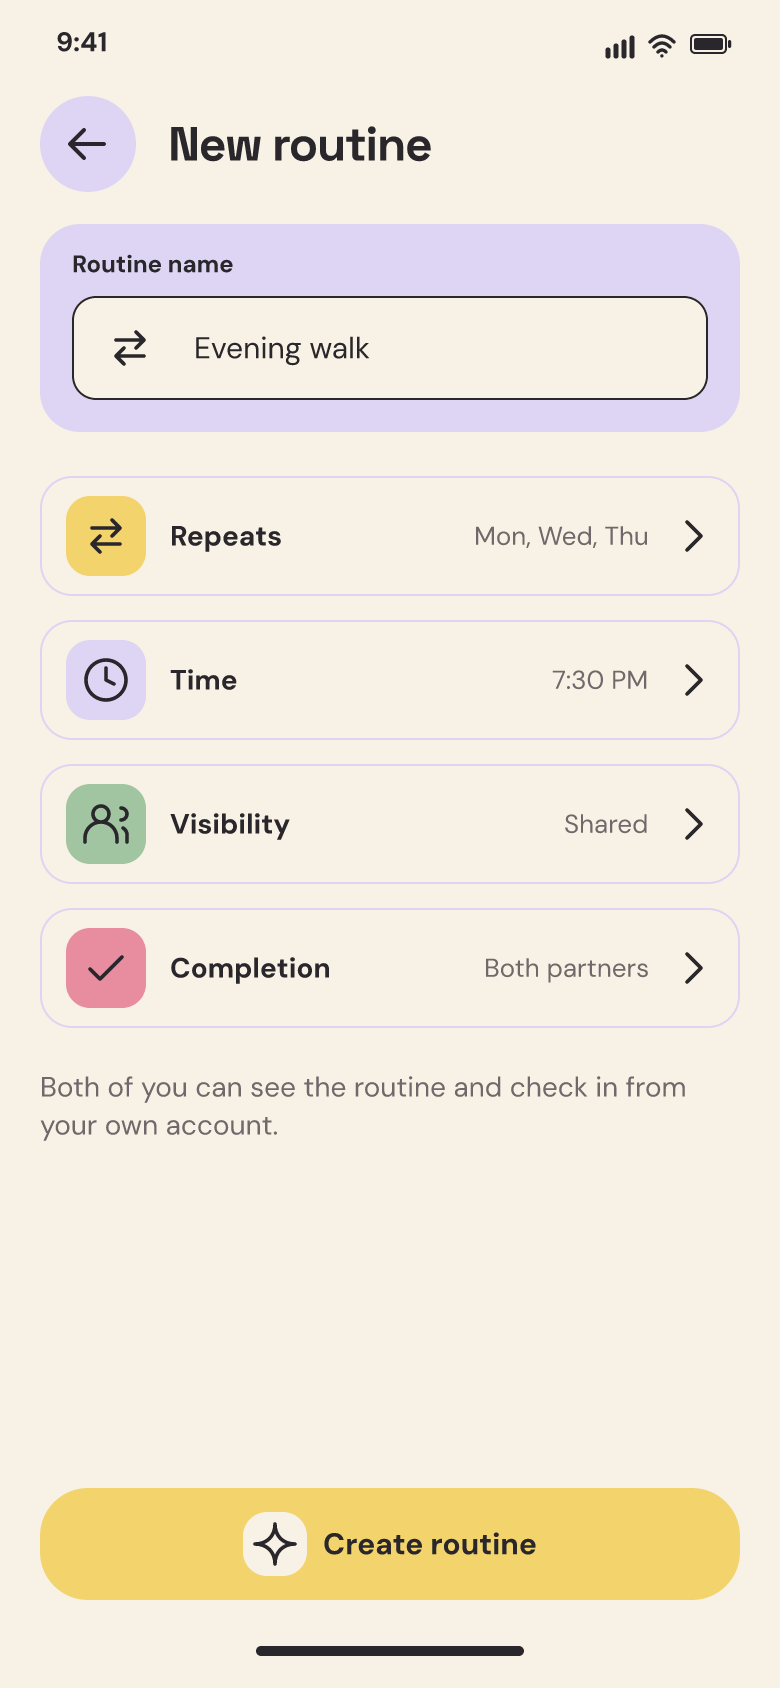 9:41
New routine
Routine name
Evening walk
Repeats Mon, Wed, Thu
Time 7:30 PM
Visibility Shared
Completion Both partners
Both of you can see the routine and check in from
your own account.
Create routine